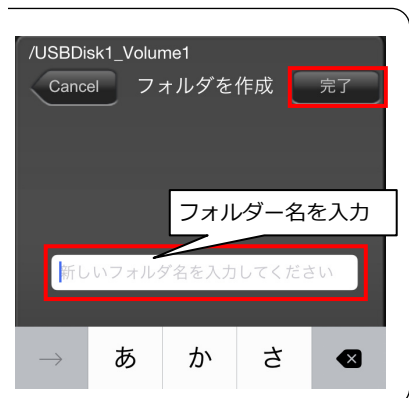 /USBDisk1_Volume1
Cancel フォルダを作成 完了
フォルダー名を入力
新しいフォルダ名を入力してください
→ あ か さ